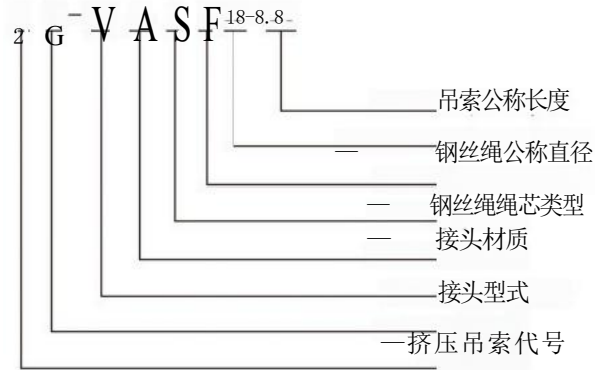 2 G - V A S F 18-8.8
吊索公称长度
— 钢丝绳公称直径
— 钢丝绳绳芯类型
— 接头材质
接头型式
—挤压吊索代号